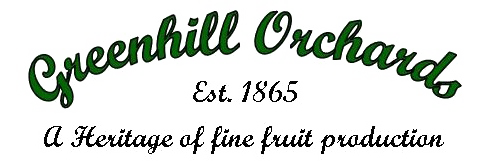 Greenhill Orchards
Est. 1865
A Heritage of fine fruit production